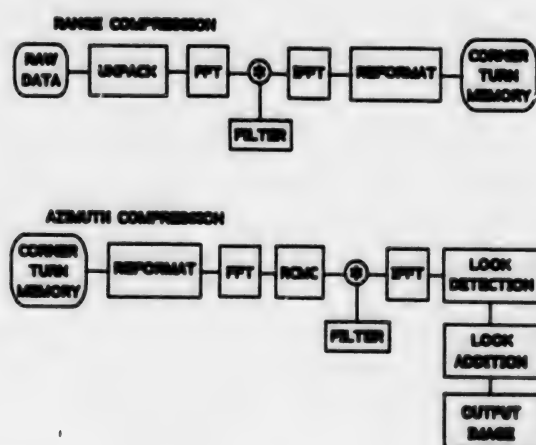 RANGE COMPRESSION
RAW
DATA
UNPACK
FFT
*
IFFT
REFORMAT
CORNER
TURN
MEMORY
FILTER
AZIMUTH COMPRESSION
CORNER
TURN
MEMORY
REFORMAT
FFT
RCMC
*
IFFT
LOOK
DETECTION
FILTER
LOOK
ADDITION
OUTPUT
IMAGE